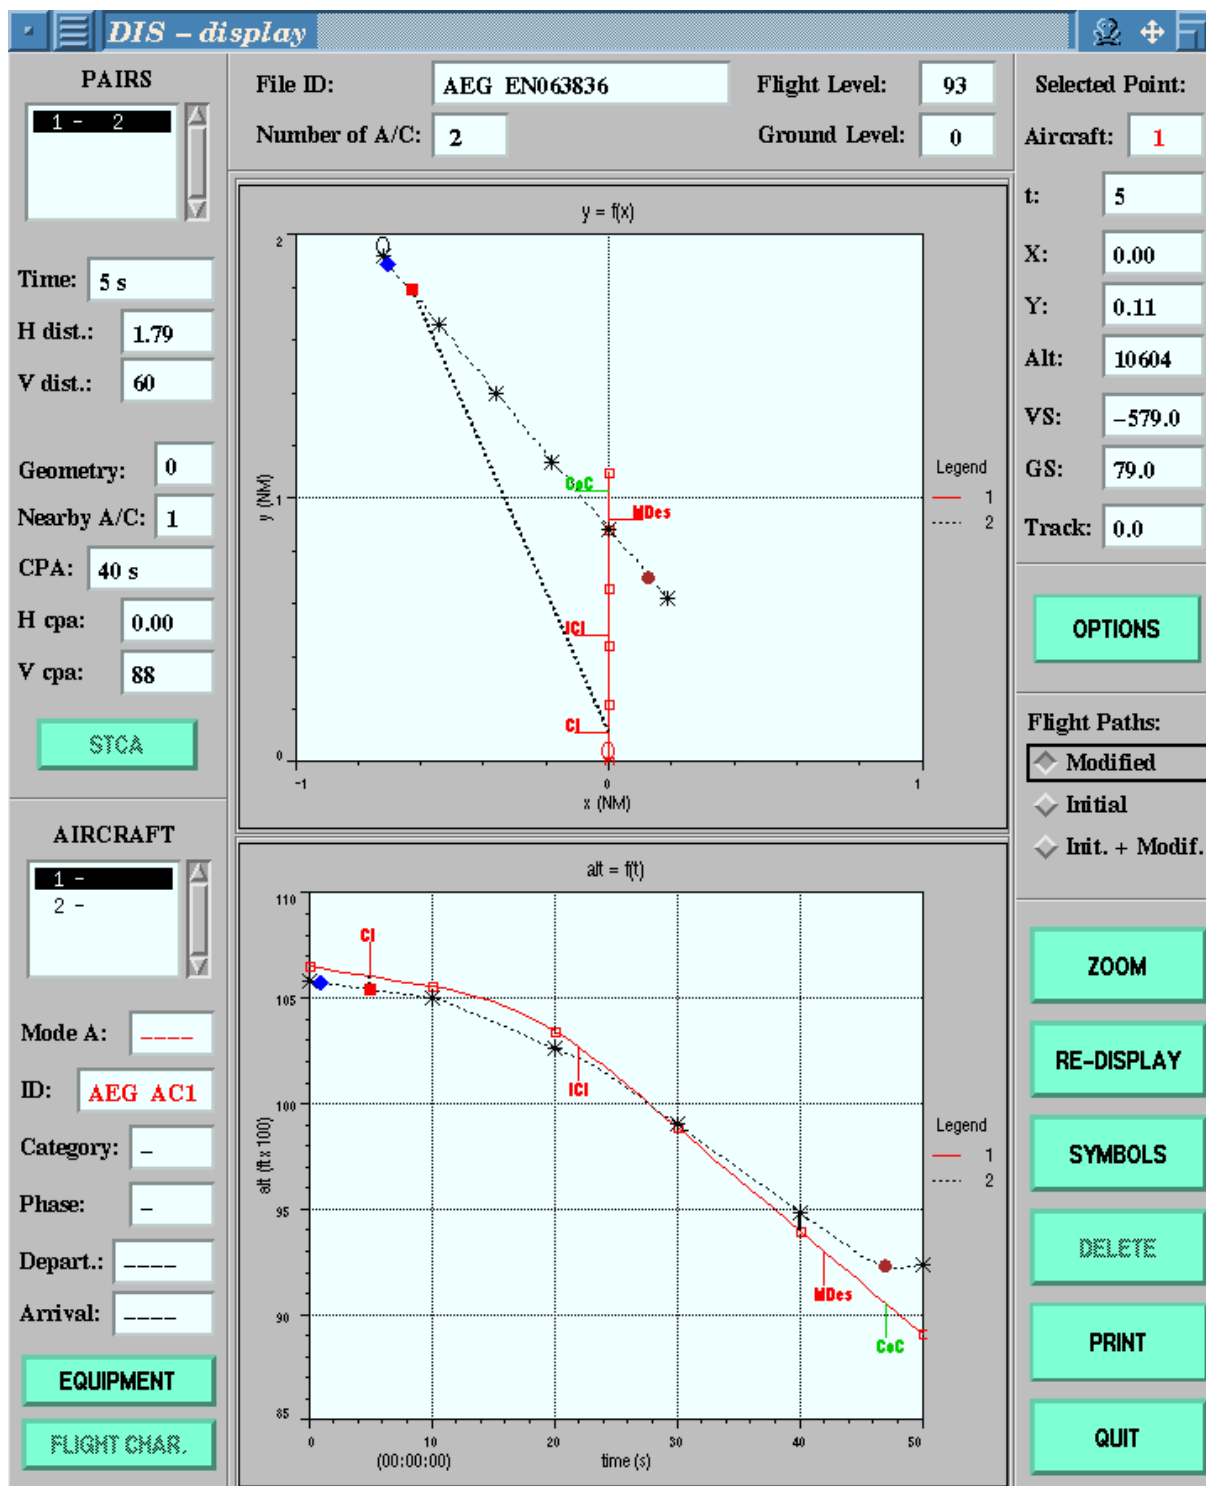 DIS – display
PAIRS
1 – 2
Time: 5 s
H dist.: 1.79
V dist.: 60
Geometry: 0
Nearby A/C: 1
CPA: 40 s
H cpa: 0.00
V cpa: 88
STCA
AIRCRAFT
1 –
2 –
Mode A: ----
ID: AEG AC1
Category: –
Phase: –
Depart.: ----
Arrival: ----
EQUIPMENT
FLIGHT CHAR.
File ID: AEG EN063836
Flight Level: 93
Number of A/C: 2
Ground Level: 0
y = f(x)
2
1
0
y (NM)
CoC
MDes
ICl
Cl
-1 0 1
x (NM)
Legend
1
2
alt = f(t)
110
105
100
95
90
85
alt (ft x 100)
Cl
ICl
MDes
CoC
0 10 20 30 40 50
(00:00:00) time (s)
Legend
1
2
Selected Point:
Aircraft: 1
t: 5
X: 0.00
Y: 0.11
Alt: 10604
VS: –579.0
GS: 79.0
Track: 0.0
OPTIONS
Flight Paths:
Modified
Initial
Init. + Modif.
ZOOM
RE–DISPLAY
SYMBOLS
DELETE
PRINT
QUIT